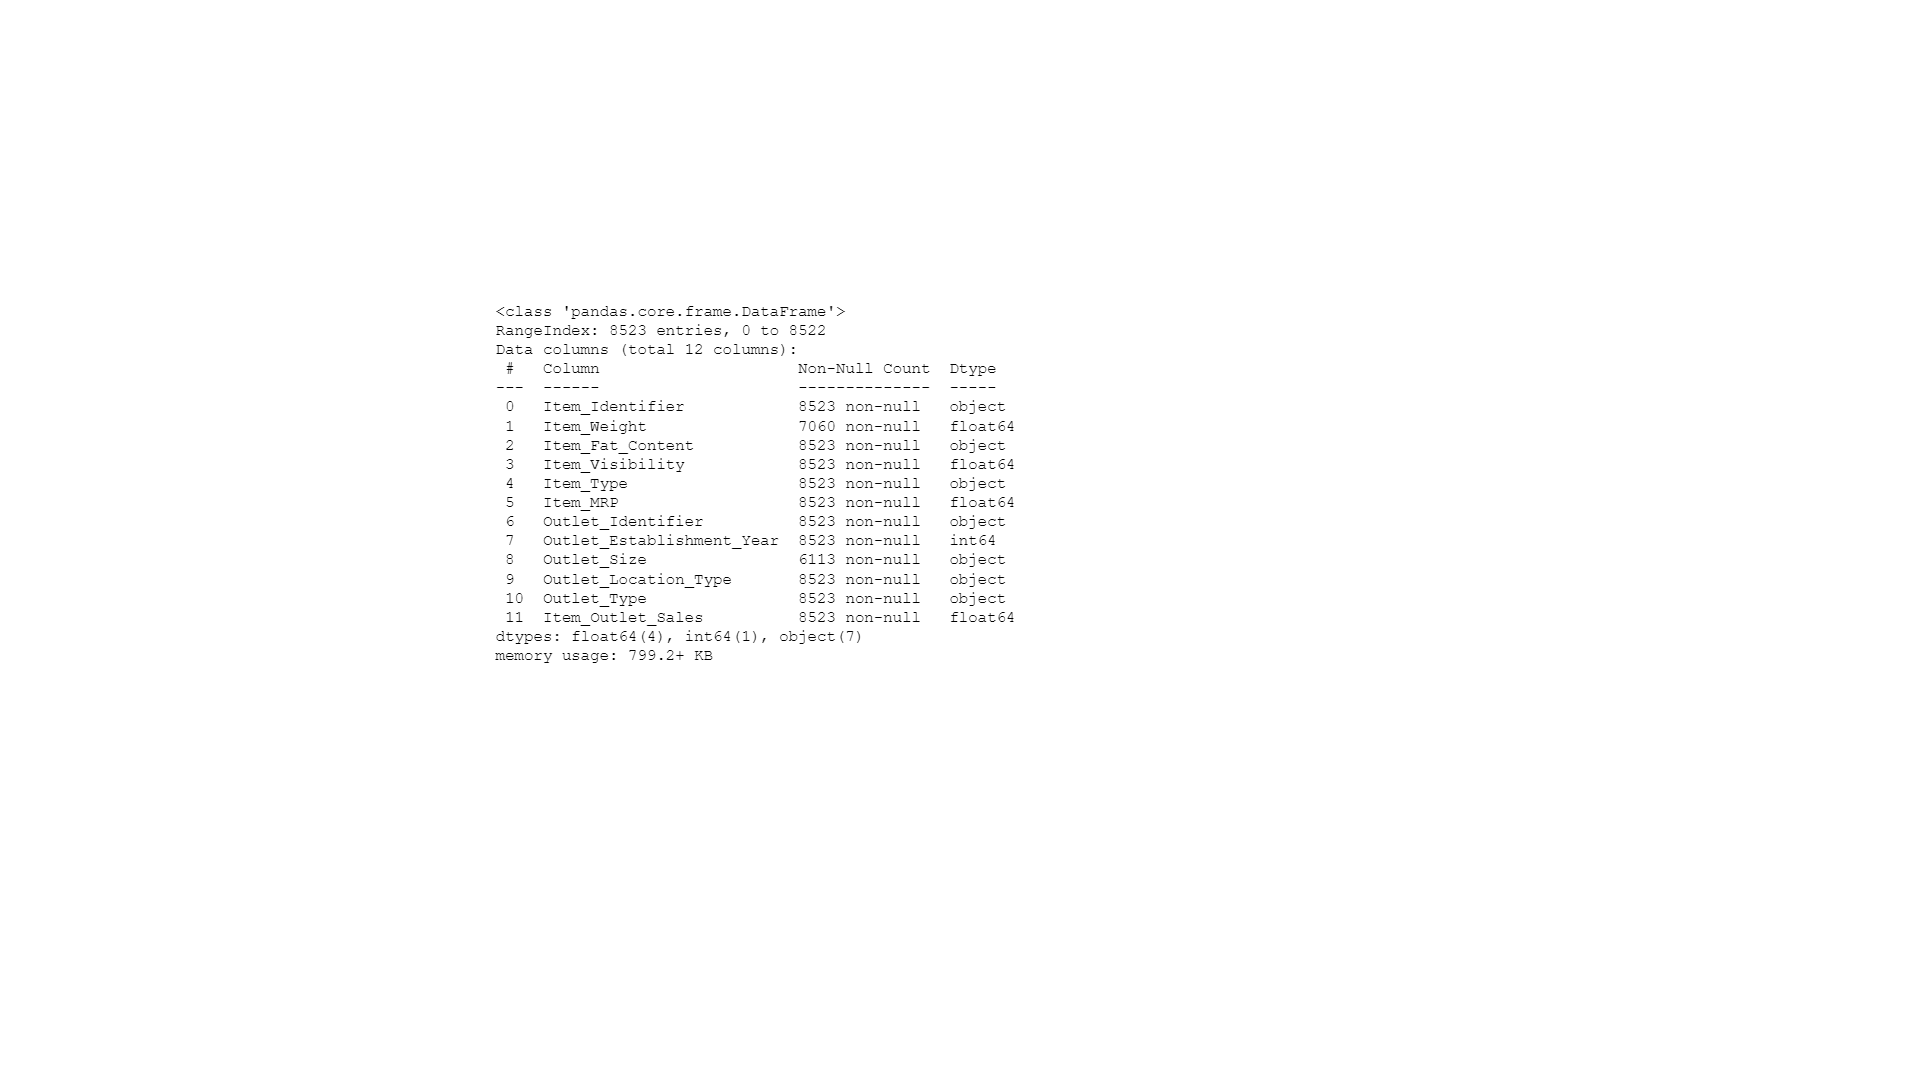 <class 'pandas.core.frame.DataFrame'>
RangeIndex: 8523 entries, 0 to 8522
Data columns (total 12 columns):
 #   Column                     Non-Null Count  Dtype
---  ------                     --------------  -----
 0   Item_Identifier            8523 non-null   object
 1   Item_Weight                7060 non-null   float64
 2   Item_Fat_Content           8523 non-null   object
 3   Item_Visibility            8523 non-null   float64
 4   Item_Type                  8523 non-null   object
 5   Item_MRP                   8523 non-null   float64
 6   Outlet_Identifier          8523 non-null   object
 7   Outlet_Establishment_Year  8523 non-null   int64
 8   Outlet_Size                6113 non-null   object
 9   Outlet_Location_Type       8523 non-null   object
 10  Outlet_Type                8523 non-null   object
 11  Item_Outlet_Sales          8523 non-null   float64
dtypes: float64(4), int64(1), object(7)
memory usage: 799.2+ KB